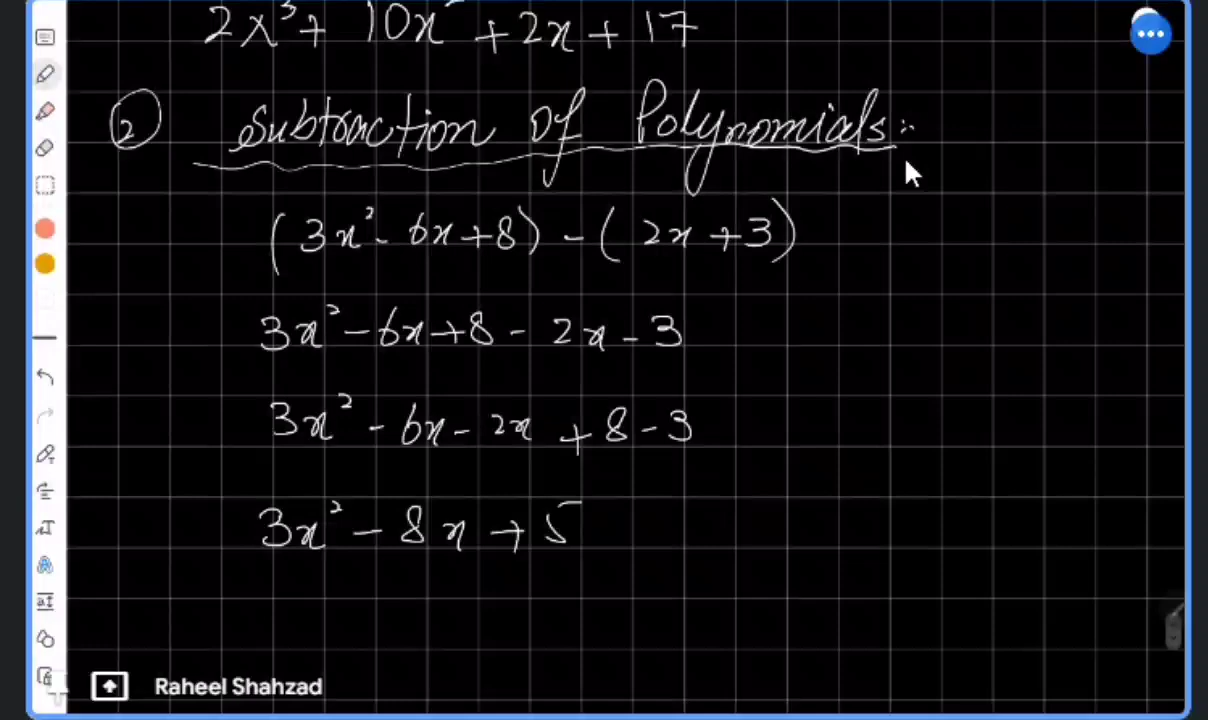 2x³ + 10x² + 2x + 17
② Subtraction of Polynomials:-
(3x² - 6x + 8) - (2x + 3)
3x² - 6x + 8 - 2x - 3
3x² - 6x - 2x + 8 - 3
3x² - 8x + 5
Raheel Shahzad